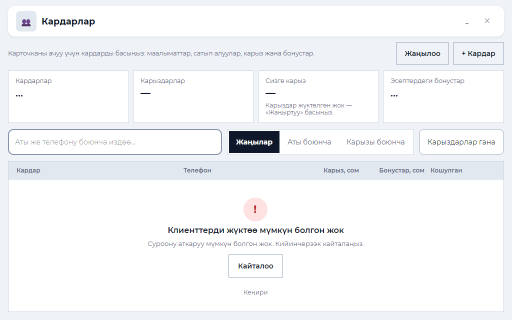 Кардарлар
Карточканы ачуу үчүн кардарды басыңыз: маалыматтар, сатып алуулар, карыз жана бонустар.
Жаңылоо
+ Кардар
Кардарлар
...
Карыздарлар
—
Сизге карыз
—
Карыздар жүктөлгөн жок —
«Жаңыртуу» басыңыз.
Эсептердеги бонустар
...
Аты же телефону боюнча издөө...
Жаңылар
Аты боюнча
Карызы боюнча
Карыздарлар гана
Кардар Телефон Карыз, сом Бонустар, сом Кошулган
!
Клиенттерди жүктөө мүмкүн болгон жок
Суроону аткаруу мүмкүн болгон жок. Кийинчерээк кайталаңыз.
Кайталоо
Кеңири